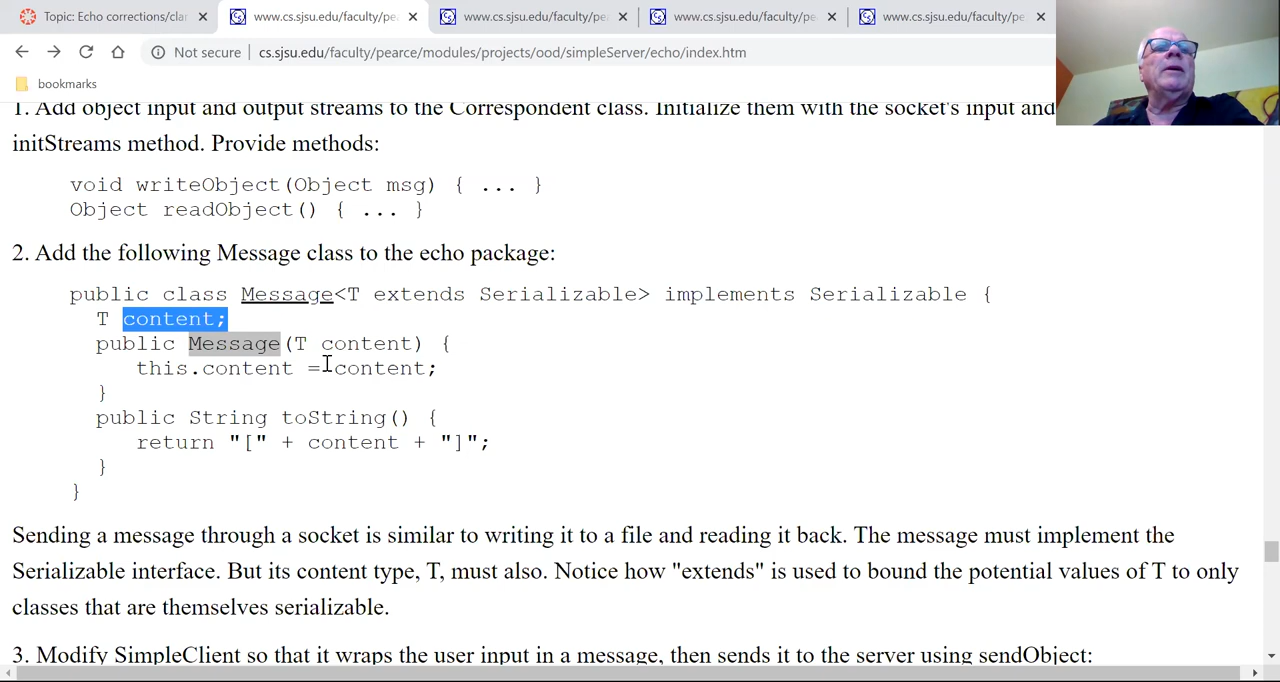 Topic: Echo corrections/clar
www.cs.sjsu.edu/faculty/pe
www.cs.sjsu.edu/faculty/pea
www.cs.sjsu.edu/faculty/pe
www.cs.sjsu.edu/faculty/pe
Not secure
cs.sjsu.edu/faculty/pearce/modules/projects/ood/simpleServer/echo/index.htm
bookmarks
1. Add object input and output streams to the Correspondent class. Initialize them with the socket's input and
initStreams method. Provide methods:
void writeObject(Object msg) { ... }
Object readObject() { ... }
2. Add the following Message class to the echo package:
public class Message<T extends Serializable> implements Serializable {
T content;
public Message(T content) {
this.content = content;
}
public String toString() {
return "[" + content + "]";
}
}
Sending a message through a socket is similar to writing it to a file and reading it back. The message must implement the
Serializable interface. But its content type, T, must also. Notice how "extends" is used to bound the potential values of T to only
classes that are themselves serializable.
3. Modify SimpleClient so that it wraps the user input in a message, then sends it to the server using sendObject: